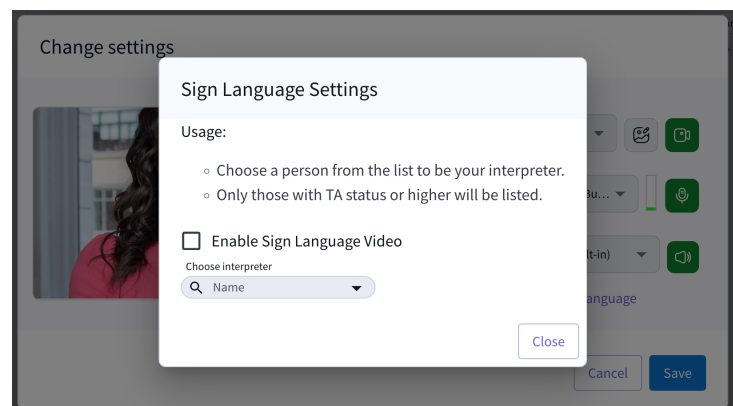 Change settings
Sign Language Settings
Usage:
Choose a person from the list to be your interpreter.
Only those with TA status or higher will be listed.
Enable Sign Language Video
Choose interpreter
Name
Close
Cancel
Save